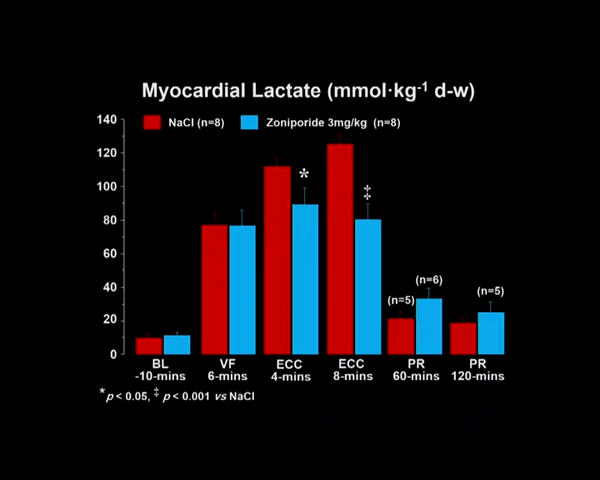 Myocardial Lactate (mmol·kg⁻¹ d-w)
NaCl (n=8) Zoniporide 3mg/kg (n=8)
140
120
100
80
60
40
20
0
*
‡
(n=5)
(n=6)
(n=5)
BL VF ECC ECC PR PR
-10-mins 6-mins 4-mins 8-mins 60-mins 120-mins
* p < 0.05, ‡ p < 0.001 vs NaCl